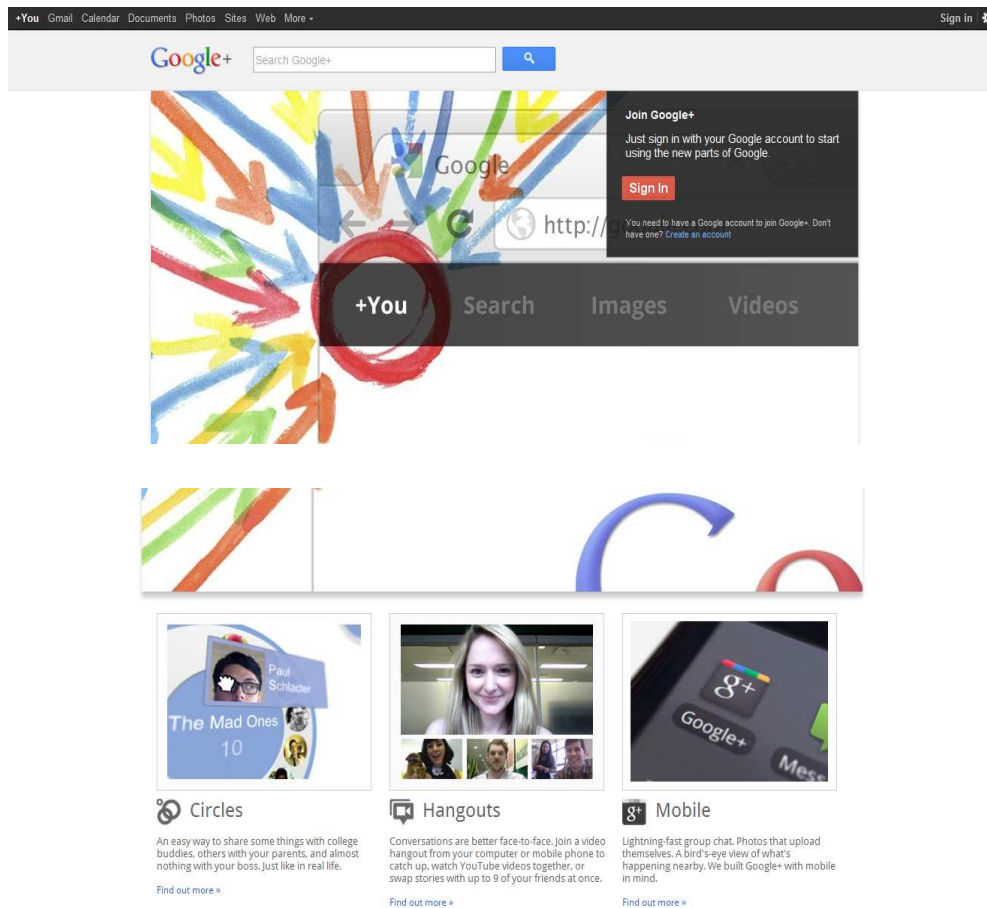 +You Gmail Calendar Documents Photos Sites Web More Sign in
Google+ Search Google+
Join Google+
Just sign in with your Google account to start
using the new parts of Google.
Sign In
You need to have a Google account to join Google+. Don't
have one? Create an account
Google
http://
+You Search Images Videos
Go
Paul
Schlacter
The Mad Ones
10
g+
Google+
Mess
Circles
An easy way to share some things with college
buddies, others with your parents, and almost
nothing with your boss. Just like in real life.
Find out more »
Hangouts
Conversations are better face-to-face. Join a video
hangout from your computer or mobile phone to
catch up, watch YouTube videos together, or
swap stories with up to 9 of your friends at once.
Find out more »
g+ Mobile
Lightning-fast group chat. Photos that upload
themselves. A bird's-eye view of what's
happening nearby. We built Google+ with mobile
in mind.
Find out more »